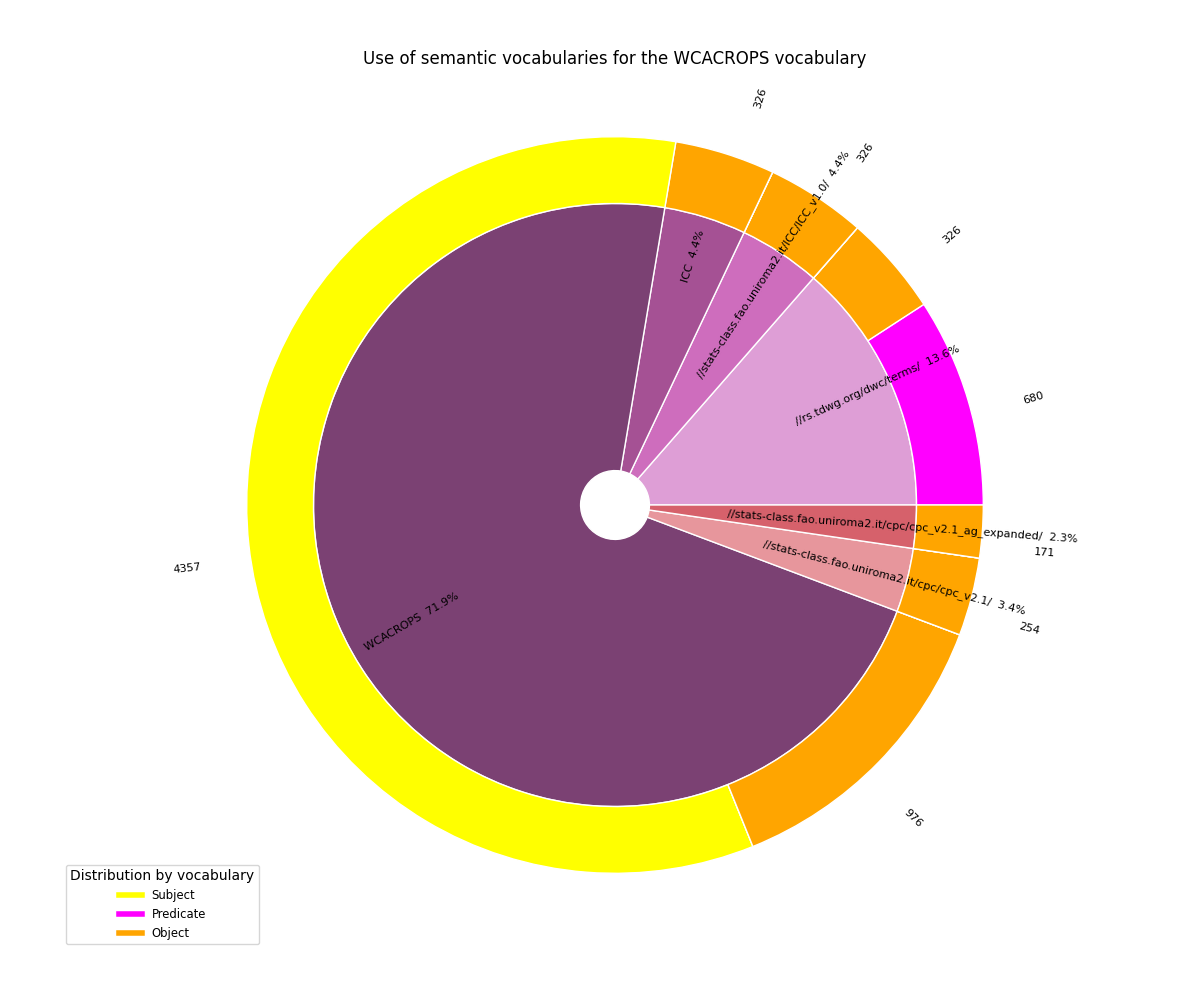 Use of semantic vocabularies for the WCACROPS vocabulary
326
326
326
680
ICC 4.4%
//stats-class.fao.uniroma2.it/ICC/ICC_v1.0/ 4.4%
//rs.tdwg.org/dwc/terms/ 13.6%
//stats-class.fao.uniroma2.it/cpc/cpc_v2.1_ag_expanded/ 2.3%
171
//stats-class.fao.uniroma2.it/cpc/cpc_v2.1/ 3.4%
254
4357
WCACROPS 71.9%
976
Distribution by vocabulary
Subject
Predicate
Object